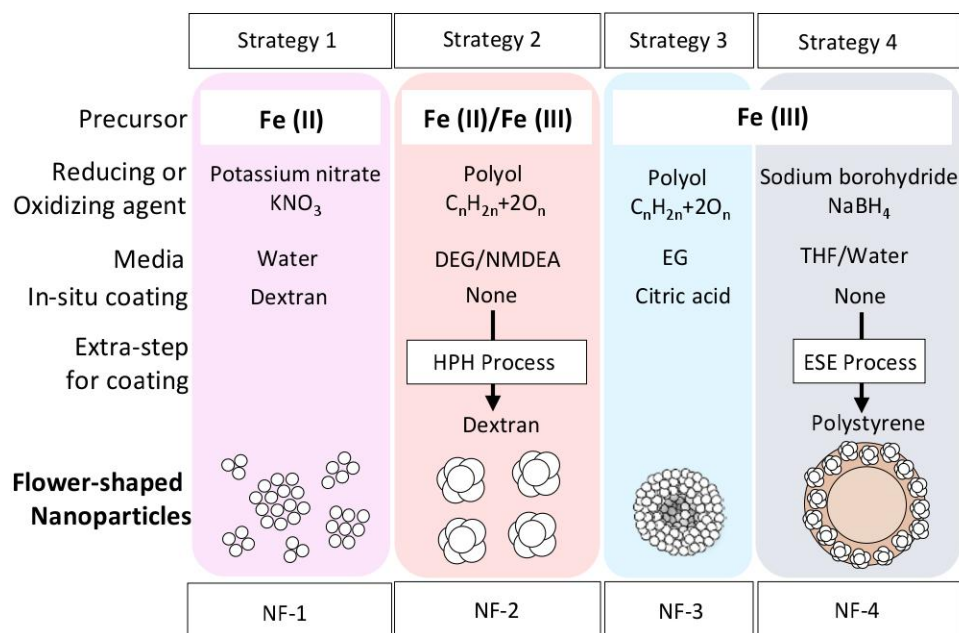 Strategy 1 Strategy 2 Strategy 3 Strategy 4
Precursor Fe (II) Fe (II)/Fe (III) Fe (III)
Reducing or Oxidizing agent
Potassium nitrate KNO₃
Polyol CₙH₂ₙ+2Oₙ
Polyol CₙH₂ₙ+2Oₙ
Sodium borohydride NaBH₄
Media Water DEG/NMDEA EG THF/Water
In-situ coating Dextran None Citric acid None
Extra-step for coating
HPH Process
ESE Process
Dextran
Polystyrene
Flower-shaped Nanoparticles
NF-1 NF-2 NF-3 NF-4